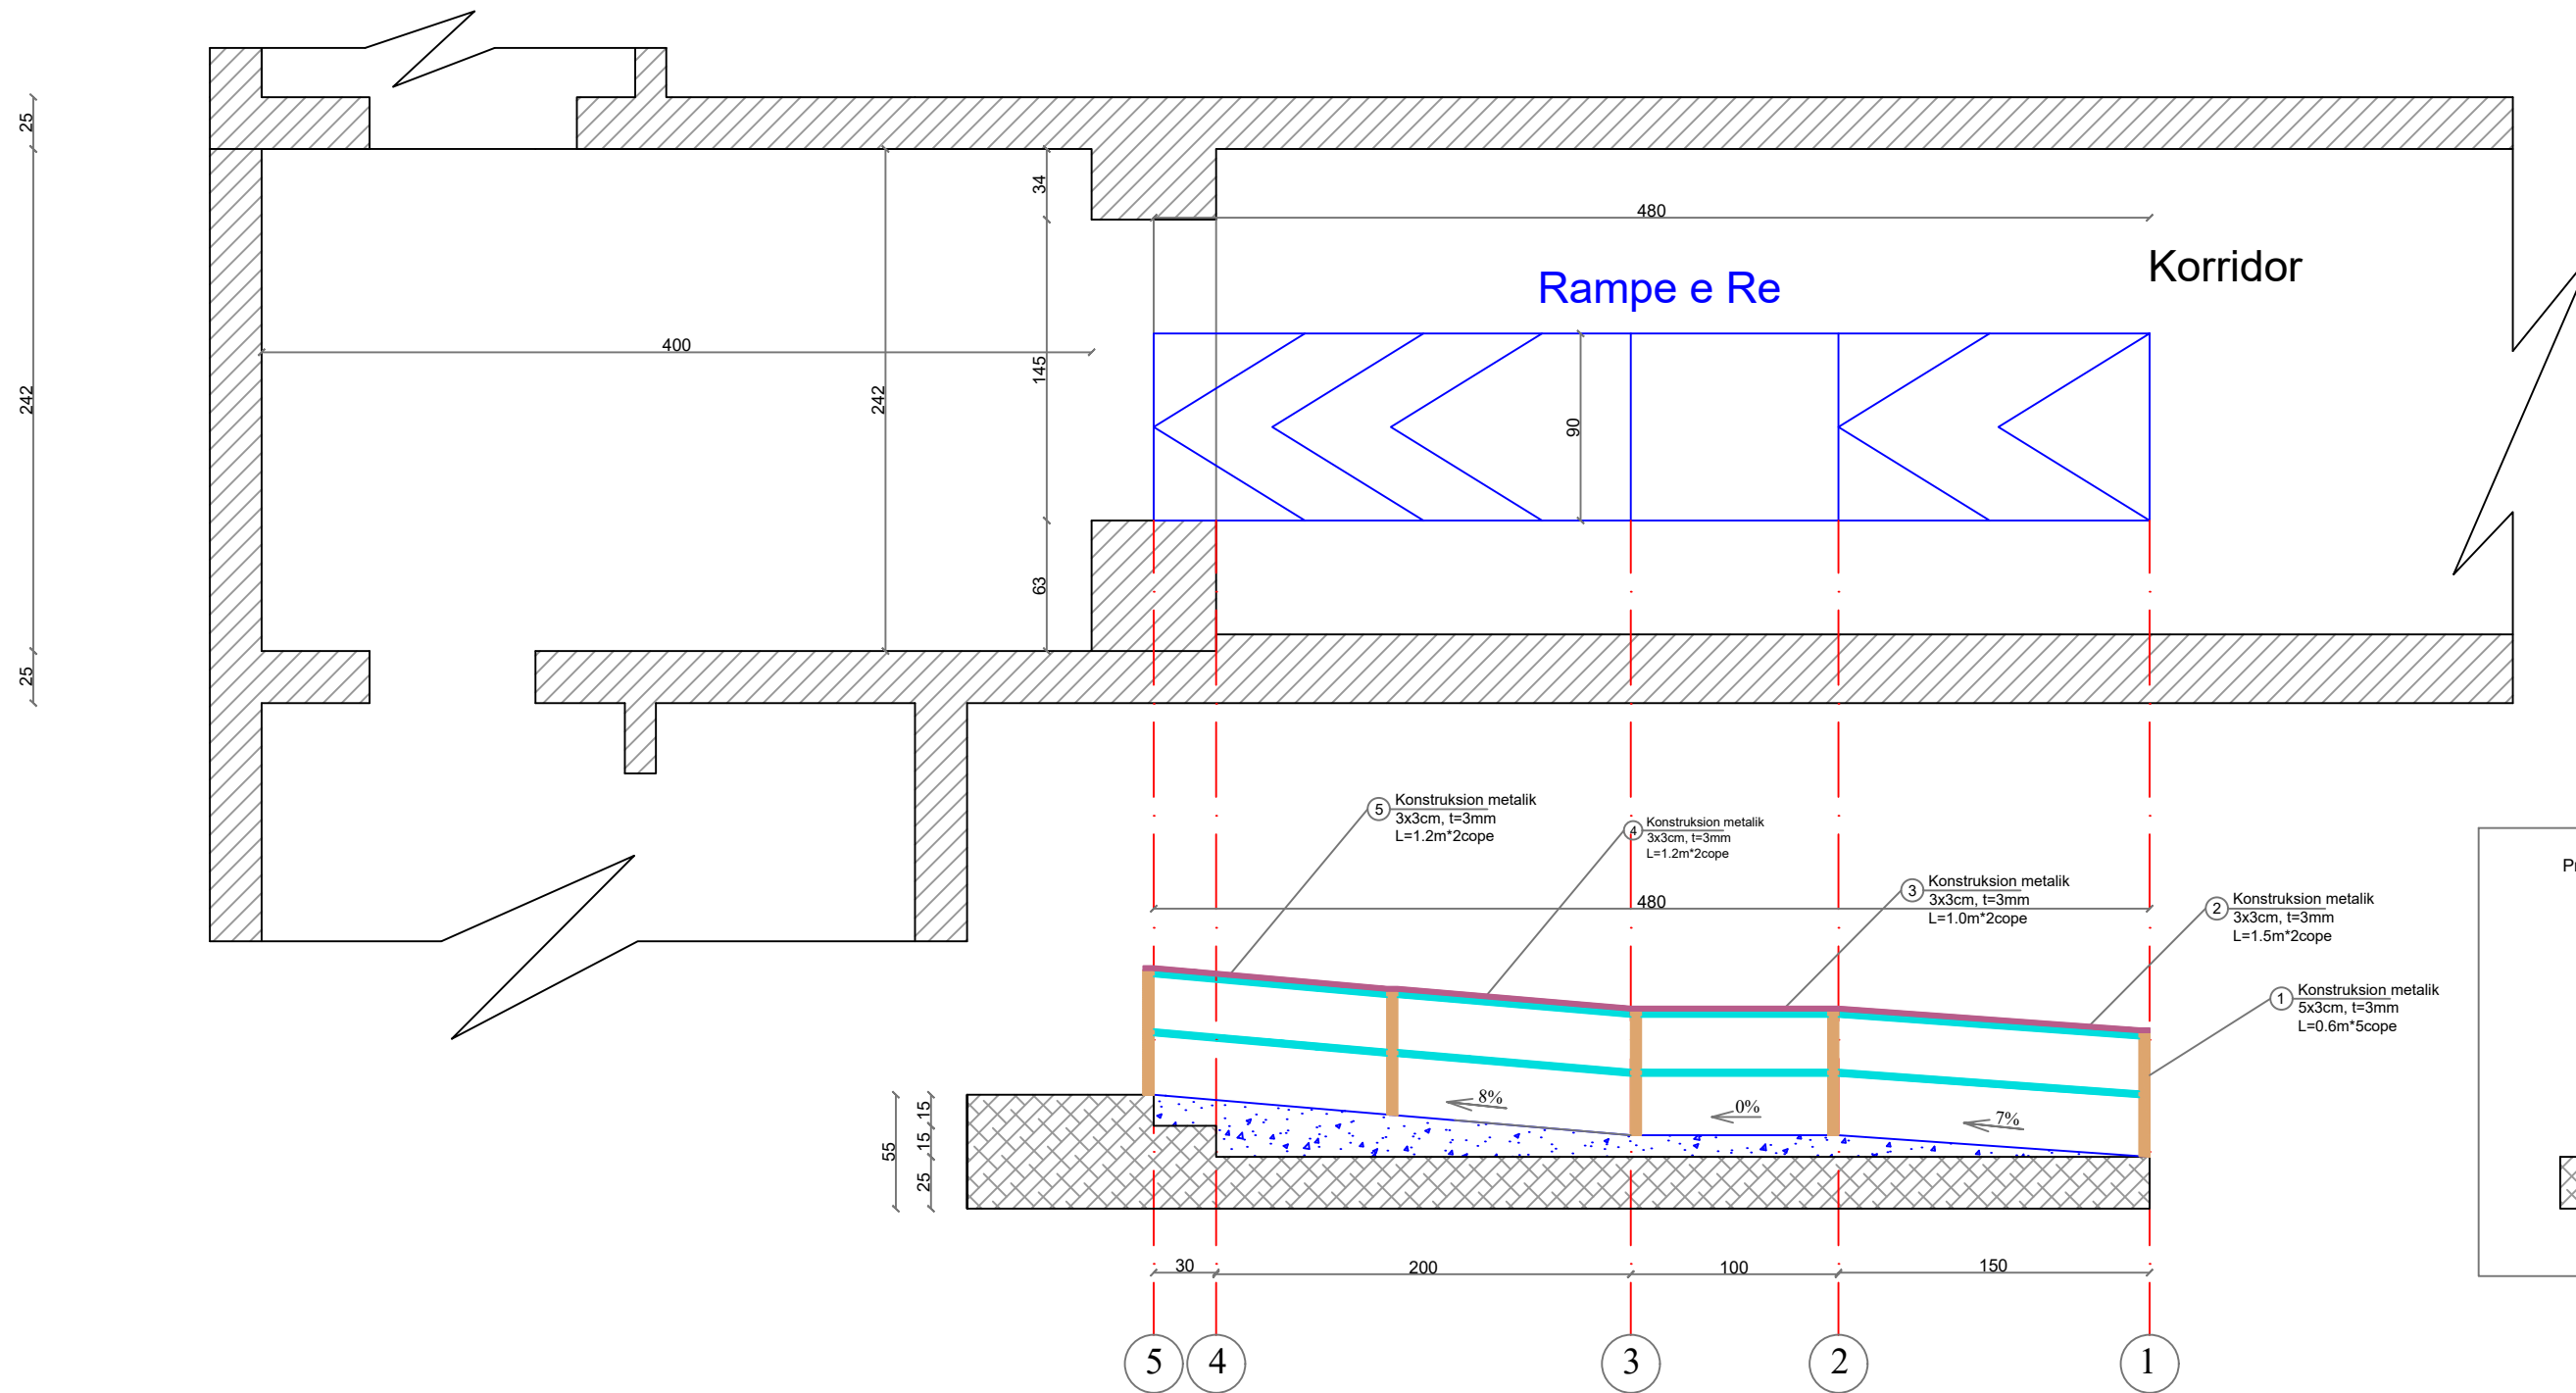 25
242
25
400
242
34
145
63
480
Rampe e Re
Korridor
90
5 Konstruksion metalik
3x3cm, t=3mm
L=1.2m*2cope
4 Konstruksion metalik
3x3cm, t=3mm
L=1.2m*2cope
3 Konstruksion metalik
3x3cm, t=3mm
L=1.0m*2cope
2 Konstruksion metalik
3x3cm, t=3mm
L=1.5m*2cope
1 Konstruksion metalik
5x3cm, t=3mm
L=0.6m*5cope
480
8%
0%
7%
55
15
15
25
30
200
100
150
5
4
3
2
1